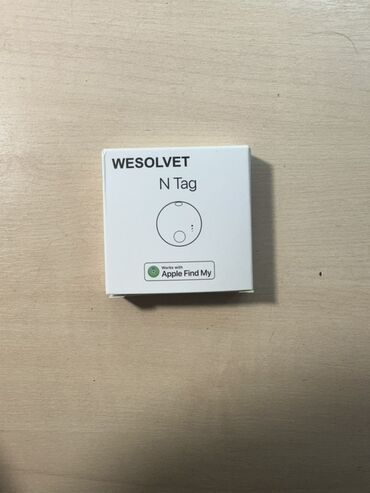 WESOLVET
N Tag
Works with
Apple Find My